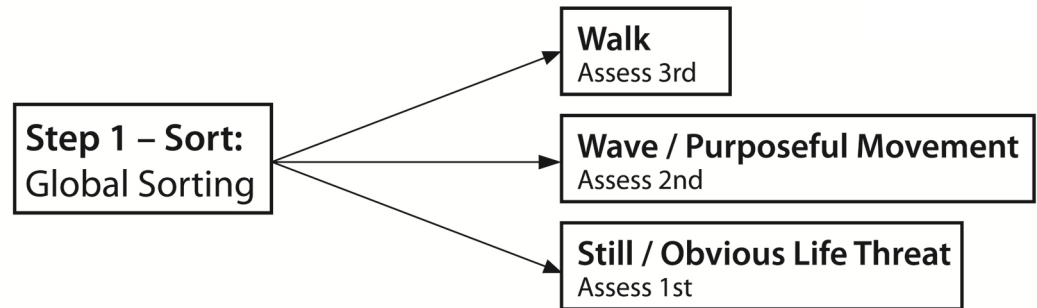 Step 1 – Sort:
Global Sorting
Walk
Assess 3rd
Wave / Purposeful Movement
Assess 2nd
Still / Obvious Life Threat
Assess 1st